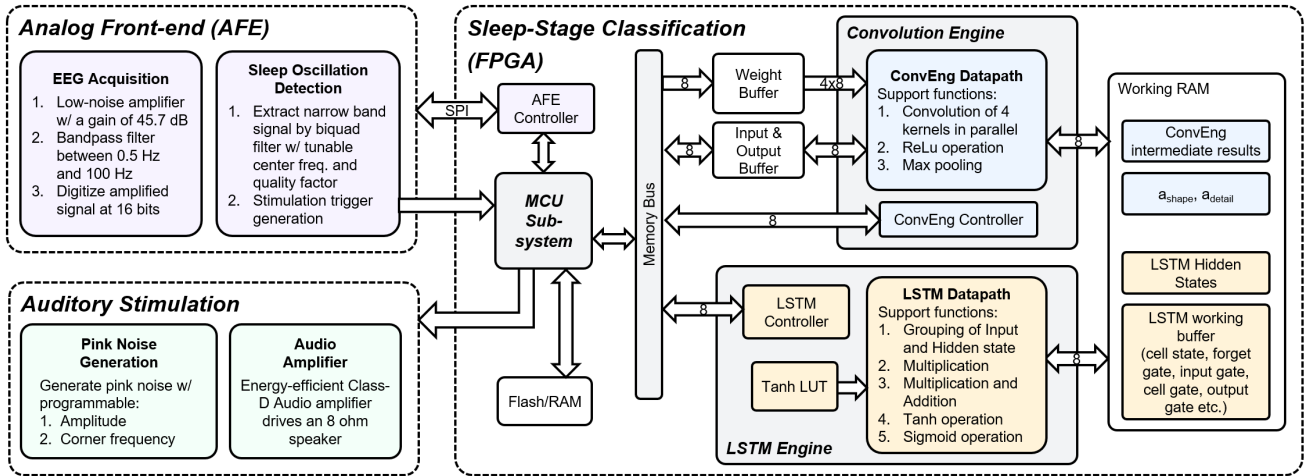 Analog Front-end (AFE)
EEG Acquisition
1. Low-noise amplifier
w/ a gain of 45.7 dB
2. Bandpass filter
between 0.5 Hz
and 100 Hz
3. Digitize amplified
signal at 16 bits
Sleep Oscillation
Detection
1. Extract narrow band
signal by biquad
filter w/ tunable
center freq. and
quality factor
2. Stimulation trigger
generation
Auditory Stimulation
Pink Noise
Generation
Generate pink noise w/
programmable:
1. Amplitude
2. Corner frequency
Audio
Amplifier
Energy-efficient Class-
D Audio amplifier
drives an 8 ohm
speaker
Sleep-Stage Classification
(FPGA)
SPI
AFE
Controller
MCU
Sub-
system
Flash/RAM
Memory Bus
8
Weight
Buffer
4x8
8
Input &
Output
Buffer
8
8
8
Convolution Engine
ConvEng Datapath
Support functions:
1. Convolution of 4
kernels in parallel
2. ReLu operation
3. Max pooling
ConvEng Controller
8
LSTM
Controller
Tanh LUT
LSTM Datapath
Support functions:
1. Grouping of Input
and Hidden state
2. Multiplication
3. Multiplication and
Addition
4. Tanh operation
5. Sigmoid operation
LSTM Engine
8
Working RAM
ConvEng
intermediate results
a_shape, a_detail
LSTM Hidden
States
LSTM working
buffer
(cell state, forget
gate, input gate,
cell gate, output
gate etc.)